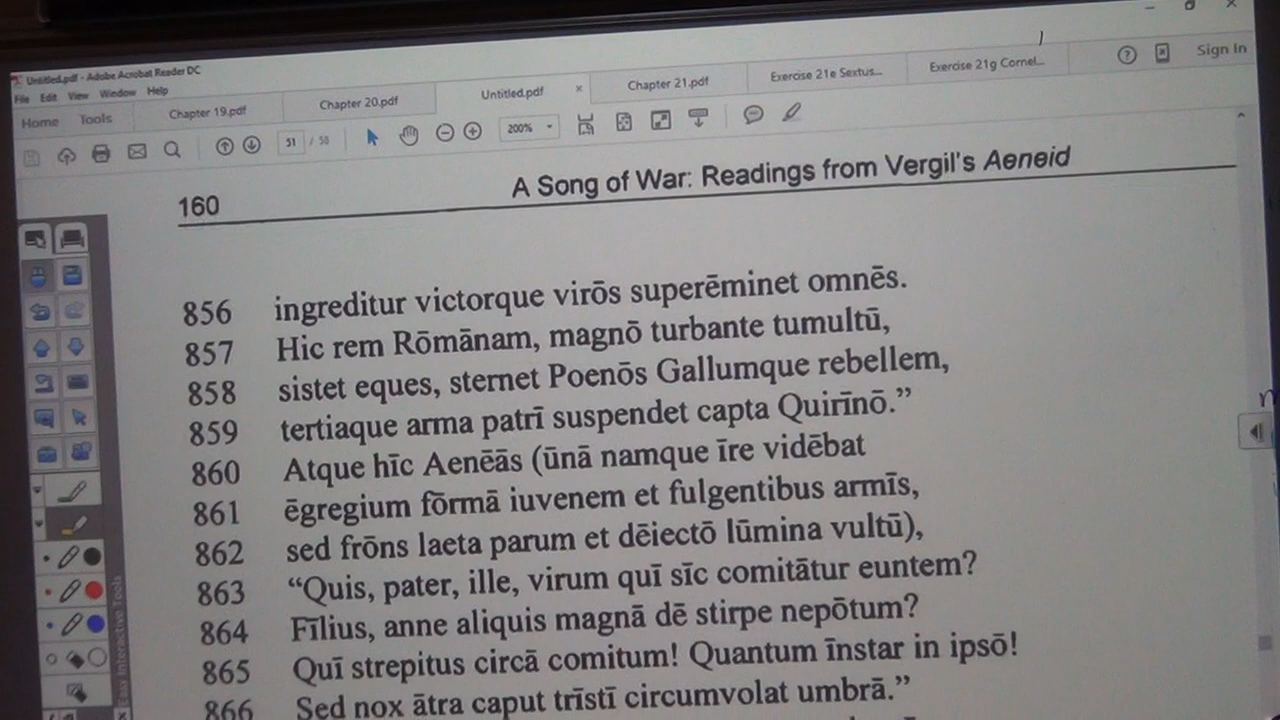 Untitled.pdf - Adobe Acrobat Reader DC
File Edit View Window Help
Home Tools Chapter 19.pdf Chapter 20.pdf Untitled.pdf × Chapter 21.pdf Exercise 21e Sextus... Exercise 21g Cornel... Sign In
51 / 58 200%
160 A Song of War: Readings from Vergil's Aeneid
856 ingreditur victorque virōs superēminet omnēs.
857 Hic rem Rōmānam, magnō turbante tumultū,
858 sistet eques, sternet Poenōs Gallumque rebellem,
859 tertiaque arma patrī suspendet capta Quirīnō.”
860 Atque hīc Aenēās (ūnā namque īre vidēbat
861 ēgregium fōrmā iuvenem et fulgentibus armīs,
862 sed frōns laeta parum et dēiectō lūmina vultū),
863 “Quis, pater, ille, virum quī sīc comitātur euntem?
864 Fīlius, anne aliquis magnā dē stirpe nepōtum?
865 Quī strepitus circā comitum! Quantum īnstar in ipsō!
866 Sed nox ātra caput trīstī circumvolat umbrā.”
Easy Interactive Tools